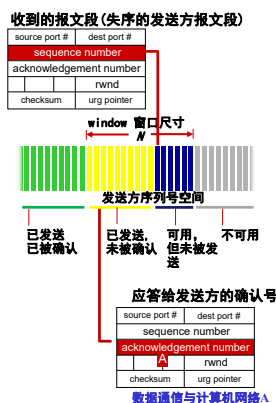 收到的报文段(失序的发送方报文段)
source port # dest port #
sequence number
acknowledgement number
rwnd
checksum urg pointer
window 窗口尺寸
N
发送方序列号空间
已发送 已发送, 可用, 不可用
已被确认 未被确认 但未被发
送
应答给发送方的确认号
source port # dest port #
sequence number
acknowledgement number
A rwnd
checksum urg pointer
数据通信与计算机网络A